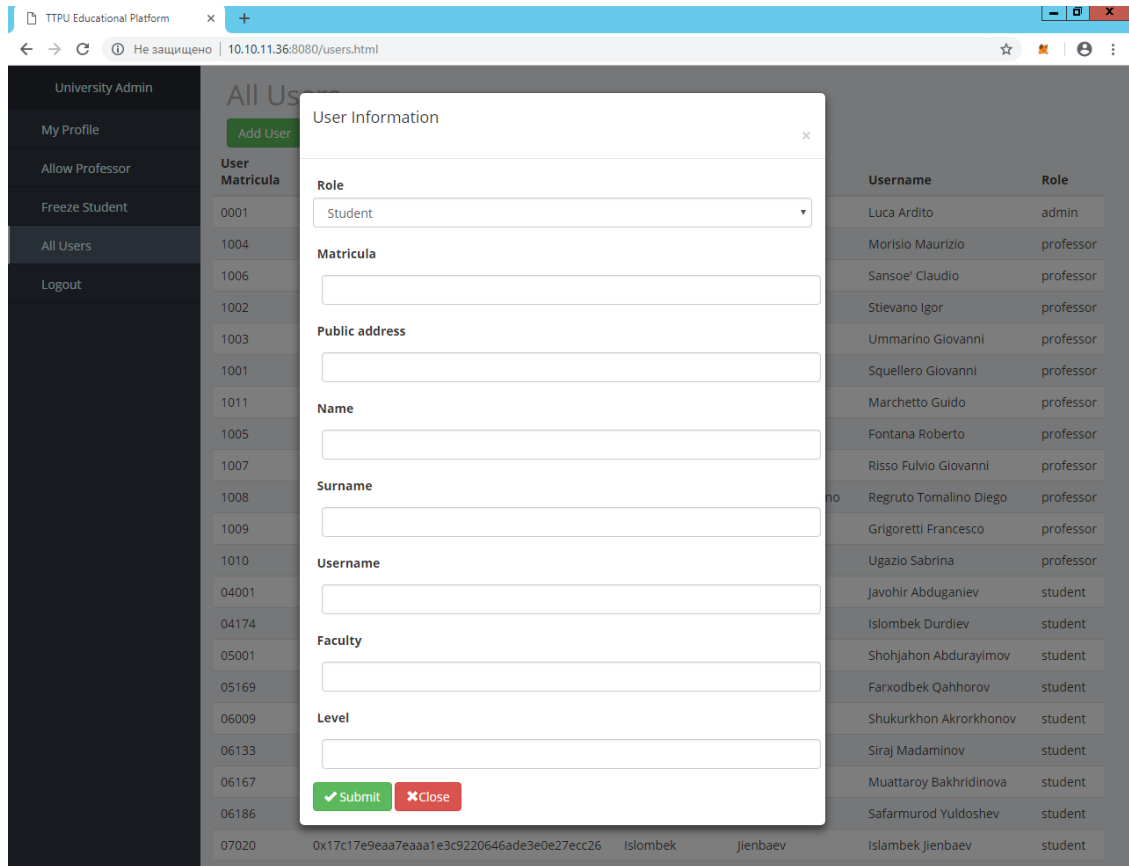 TTPU Educational Platform
Не защищено | 10.10.11.36:8080/users.html
University Admin
My Profile
Allow Professor
Freeze Student
All Users
Logout
All Users
Add User
User Matricula Username Role
0001 Luca Ardito admin
1004 Morisio Maurizio professor
1006 Sansoe' Claudio professor
1002 Stievano Igor professor
1003 Ummarino Giovanni professor
1001 Squellero Giovanni professor
1011 Marchetto Guido professor
1005 Fontana Roberto professor
1007 Risso Fulvio Giovanni professor
1008 no Regruto Tomalino Diego professor
1009 Grigoretti Francesco professor
1010 Ugazio Sabrina professor
04001 Javohir Abduganiev student
04174 Islombek Durdiev student
05001 Shohjahon Abdurayimov student
05169 Farxodbek Qahhorov student
06009 Shukurkhon Akrorkhonov student
06133 Siraj Madaminov student
06167 Muattaroy Bakhridinova student
06186 Safarmurod Yuldoshev student
07020 0x17c17e9eaa7eaaa1e3c9220646ade3e0e27ecc26 Islombek Jienbaev Islambek Jienbaev student
User Information
Role
Student
Matricula
Public address
Name
Surname
Username
Faculty
Level
Submit
Close